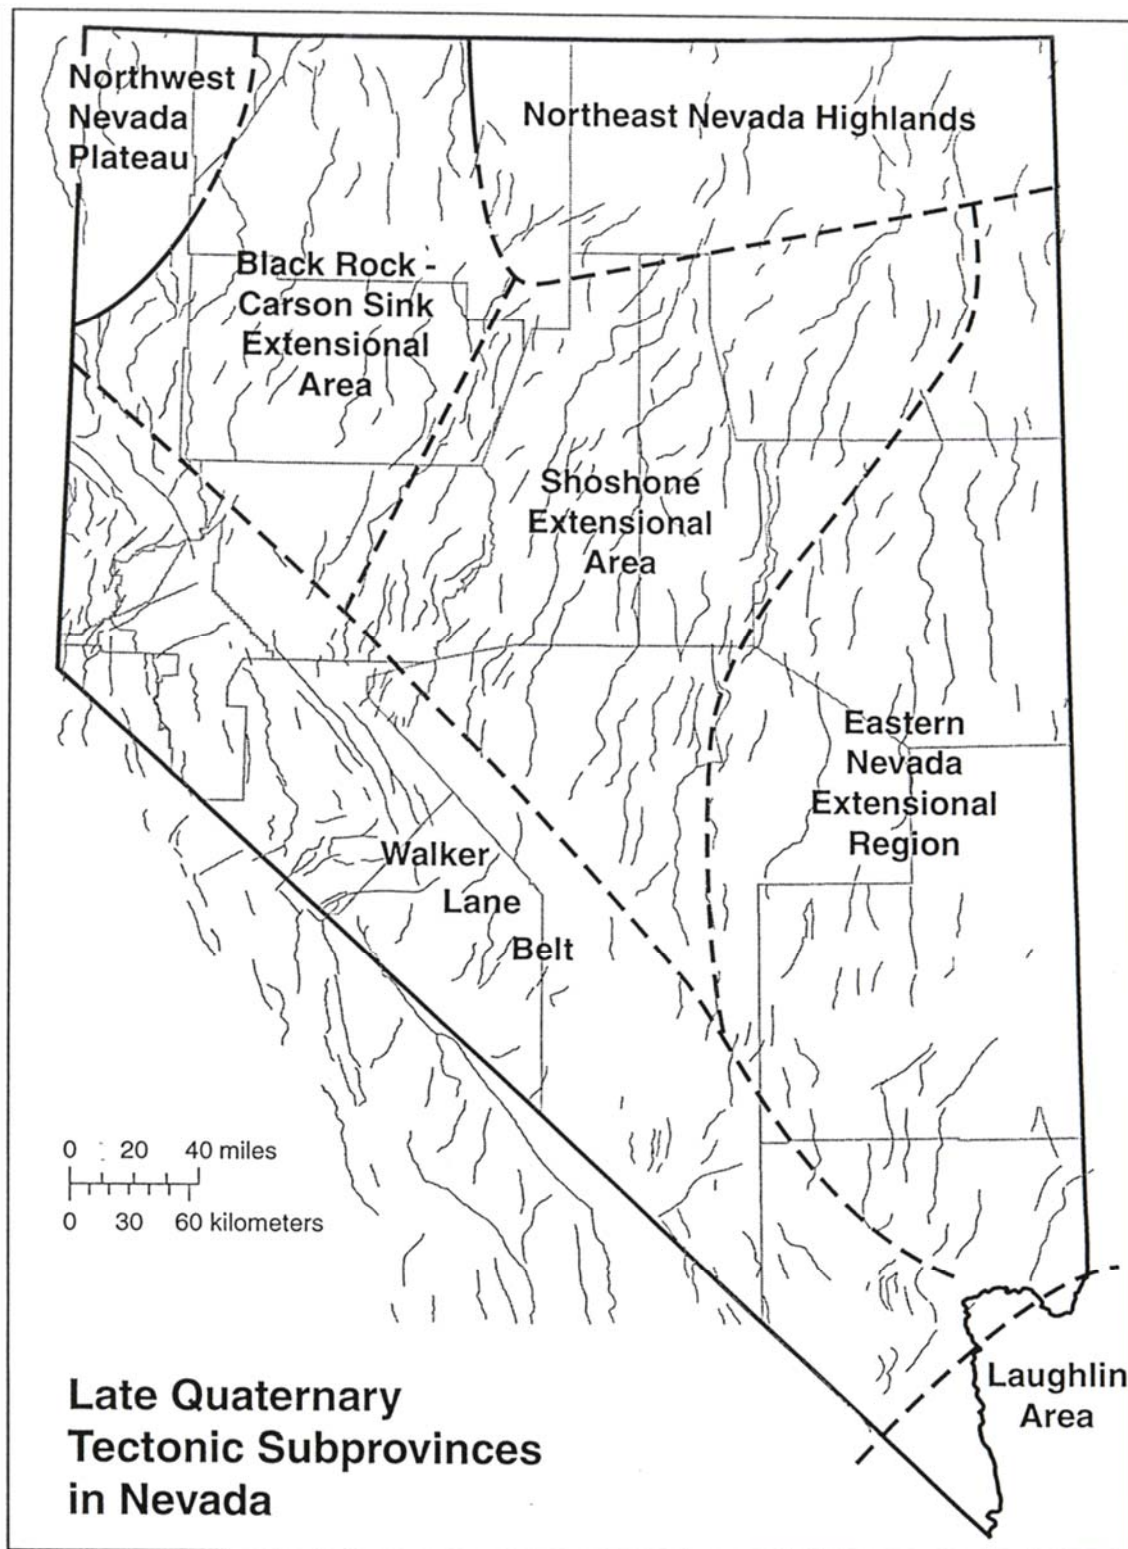 Northwest
Nevada
Plateau
Northeast Nevada Highlands
Black Rock -
Carson Sink
Extensional
Area
Shoshone
Extensional
Area
Eastern
Nevada
Extensional
Region
Walker
Lane
Belt
0 20 40 miles
0 30 60 kilometers
Laughlin
Area
Late Quaternary
Tectonic Subprovinces
in Nevada